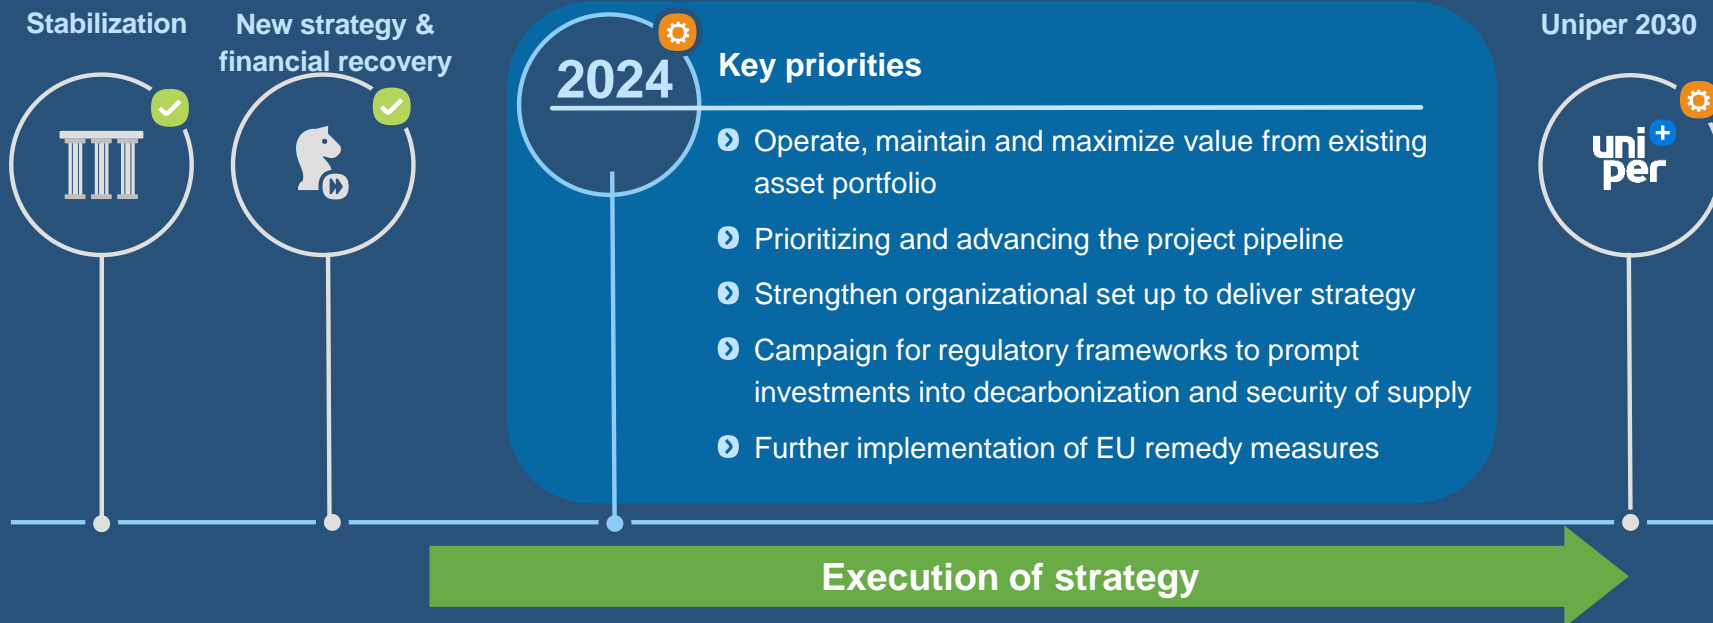 Stabilization
New strategy &
financial recovery
2024
Key priorities
Operate, maintain and maximize value from existing
asset portfolio
Prioritizing and advancing the project pipeline
Strengthen organizational set up to deliver strategy
Campaign for regulatory frameworks to prompt
investments into decarbonization and security of supply
Further implementation of EU remedy measures
Uniper 2030
uni
per
Execution of strategy